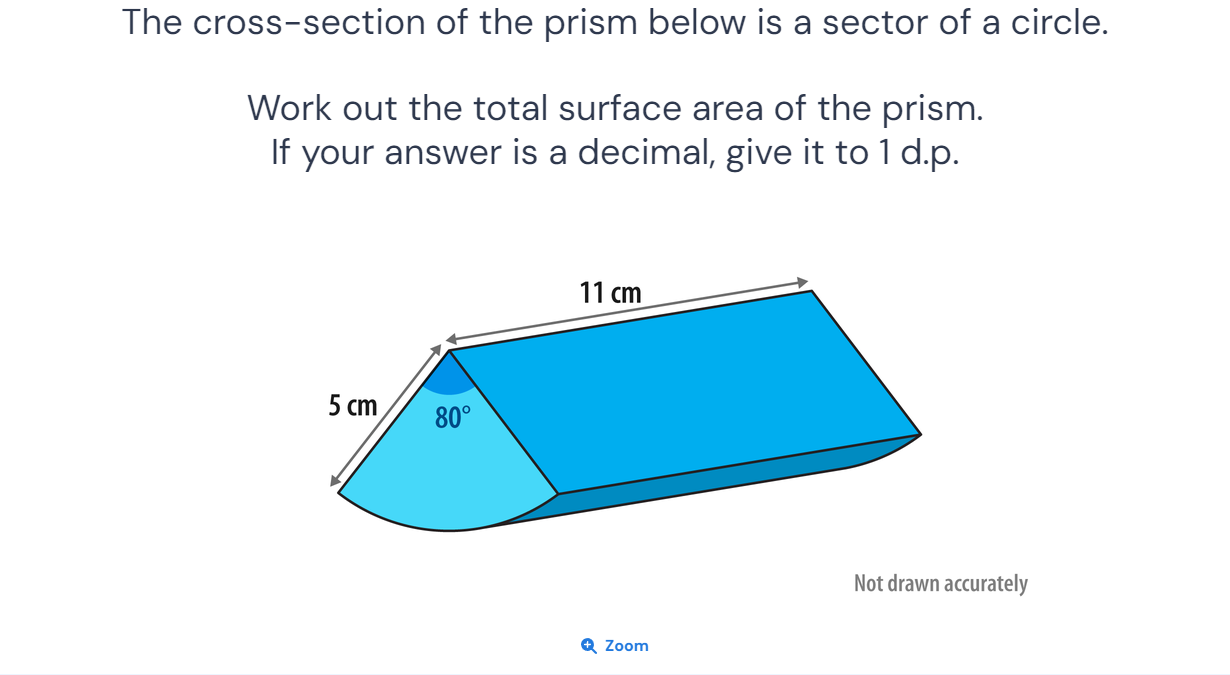 The cross-section of the prism below is a sector of a circle.
Work out the total surface area of the prism.
If your answer is a decimal, give it to 1 d.p.
11 cm
5 cm
80°
Not drawn accurately
Zoom